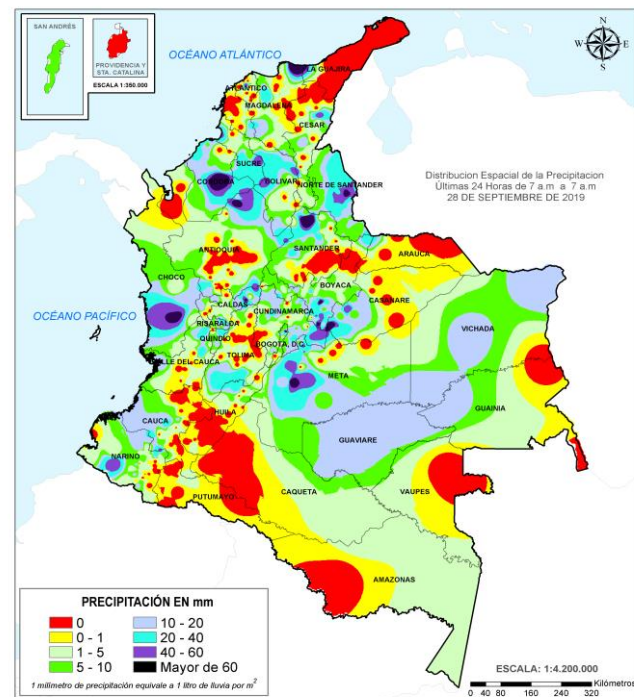 SAN ANDRÉS
PROVIDENCIA Y
STA. CATALINA
ESCALA 1:350.000
OCÉANO ATLÁNTICO
N
W E
S
LA GUAJIRA
ATLÁNTICO
MAGDALENA
CESAR
SUCRE
CORDOBA
BOLIVAR
NORTE DE SANTANDER
Distribucion Espacial de la Precipitacion
Últimas 24 Horas de 7 a.m a 7 a.m
28 DE SEPTIEMBRE DE 2019
ANTIOQUIA
SANTANDER
ARAUCA
CHOCO
BOYACA
CASANARE
OCÉANO PACÍFICO
CALDAS
CUNDINAMARCA
RISARALDA
VICHADA
QUINDIO
BOGOTA, D.C.
TOLIMA
VALLE DEL CAUCA
META
GUAINIA
CAUCA
HUILA
GUAVIARE
NARIÑO
CAQUETA
VAUPES
PUTUMAYO
AMAZONAS
PRECIPITACIÓN EN mm
0 10 - 20
0 - 1 20 - 40
1 - 5 40 - 60
5 - 10 Mayor de 60
1 milimetro de precipitación equivale a 1 litro de lluvia por m²
ESCALA: 1:4.200.000
Kilómetros
0 40 80 160 240 320